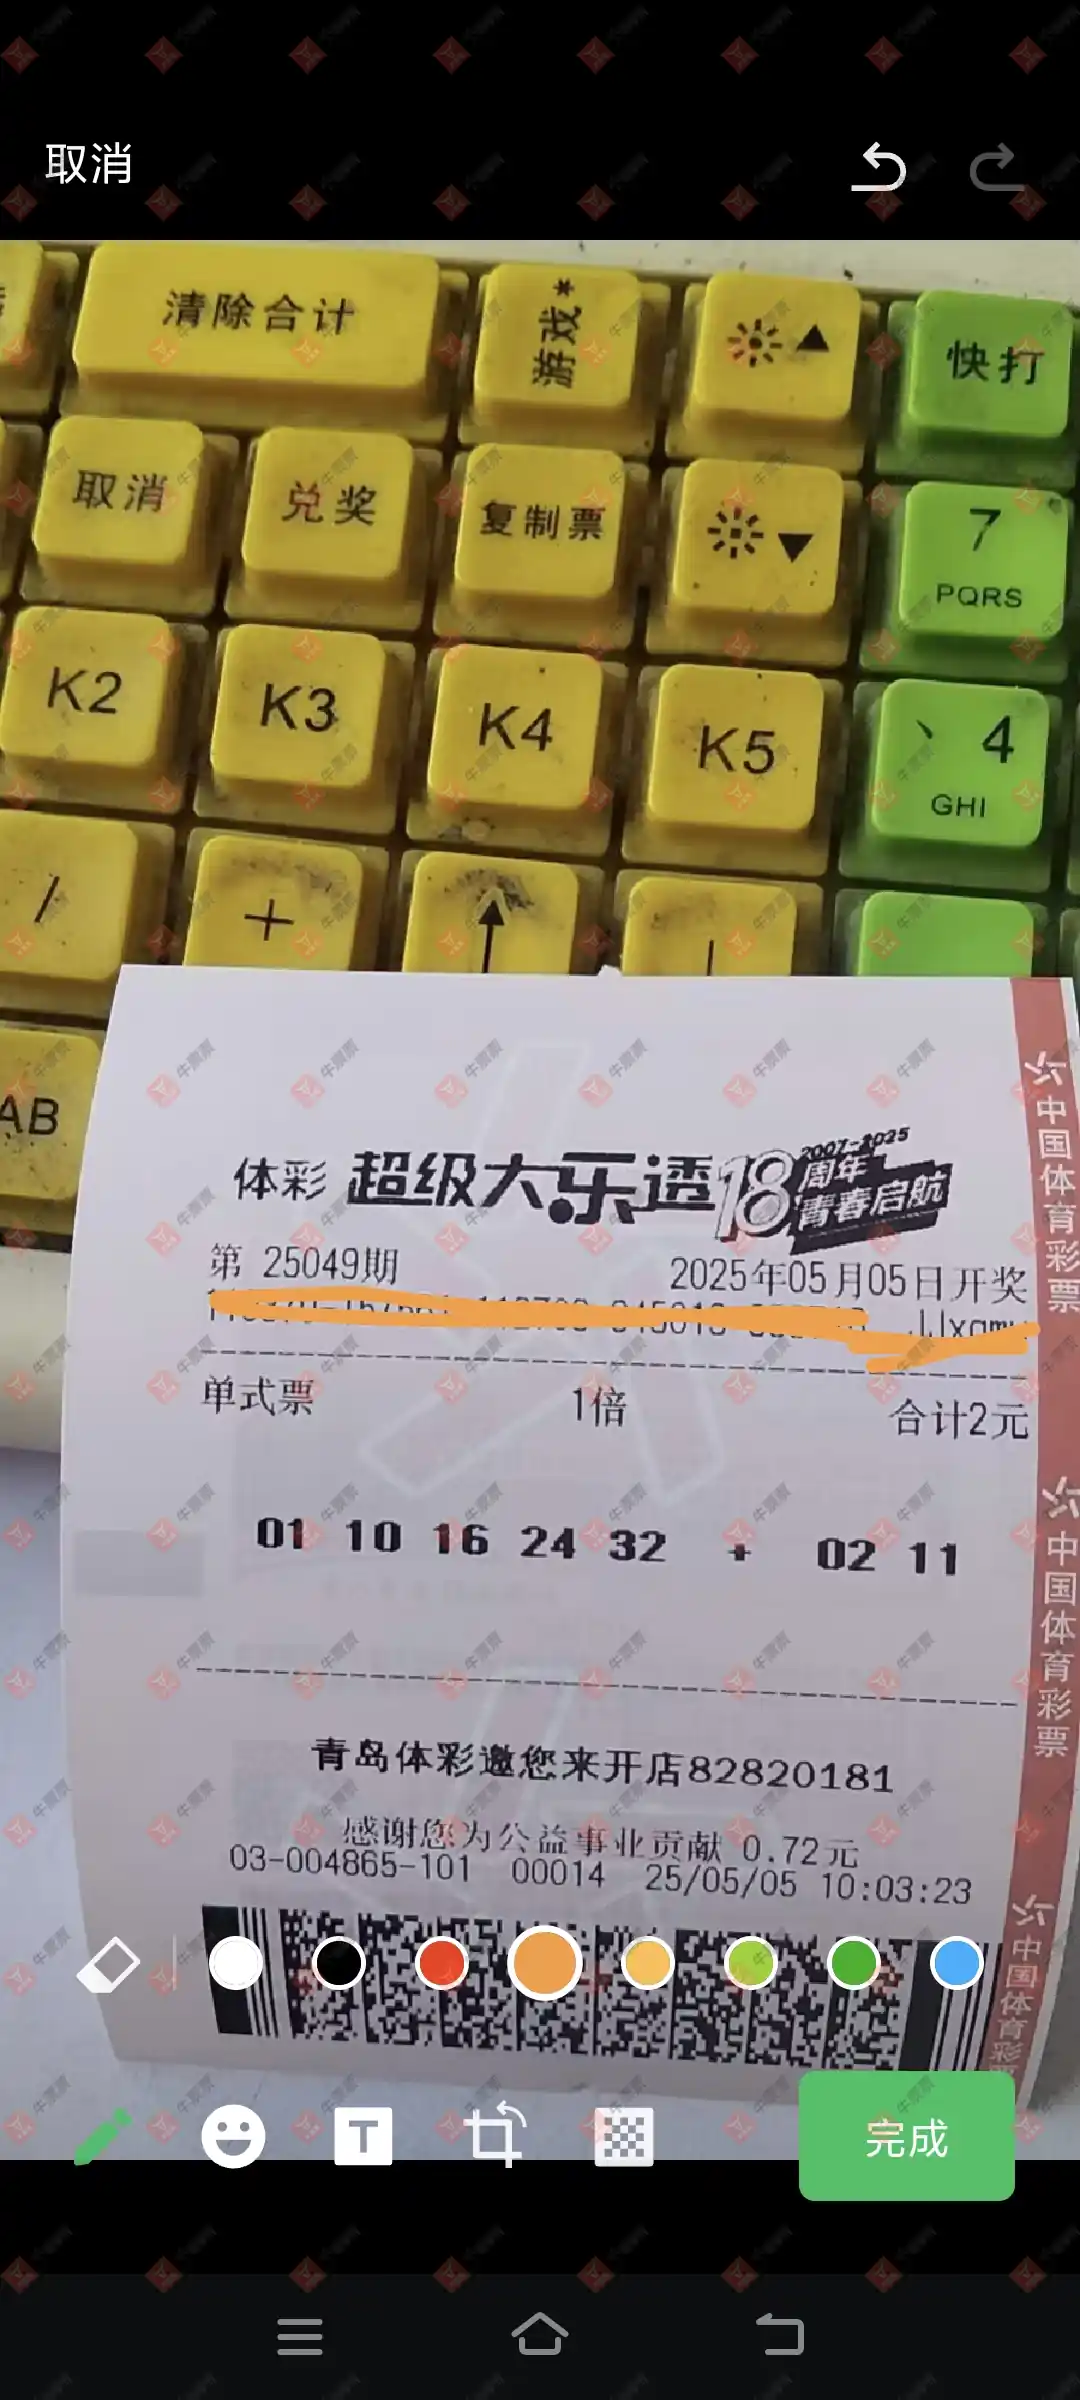 取消
清除合计
游戏*
快打
取消
兑奖
复制票
7
PQRS
K2
K3
K4
K5
4
GHI
/
+
AB
体彩 超级大乐透
18
2007-2025
周年
青春启航
第 25049期
2025年05月05日开奖
单式票
1倍
合计2元
01 10 16 24 32 + 02 11
青岛体彩邀您来开店82820181
感谢您为公益事业贡献 0.72元
03-004865-101 00014 25/05/05 10:03:23
中国体育彩票
中国体育彩票
中国体育彩
T
完成
牛票票